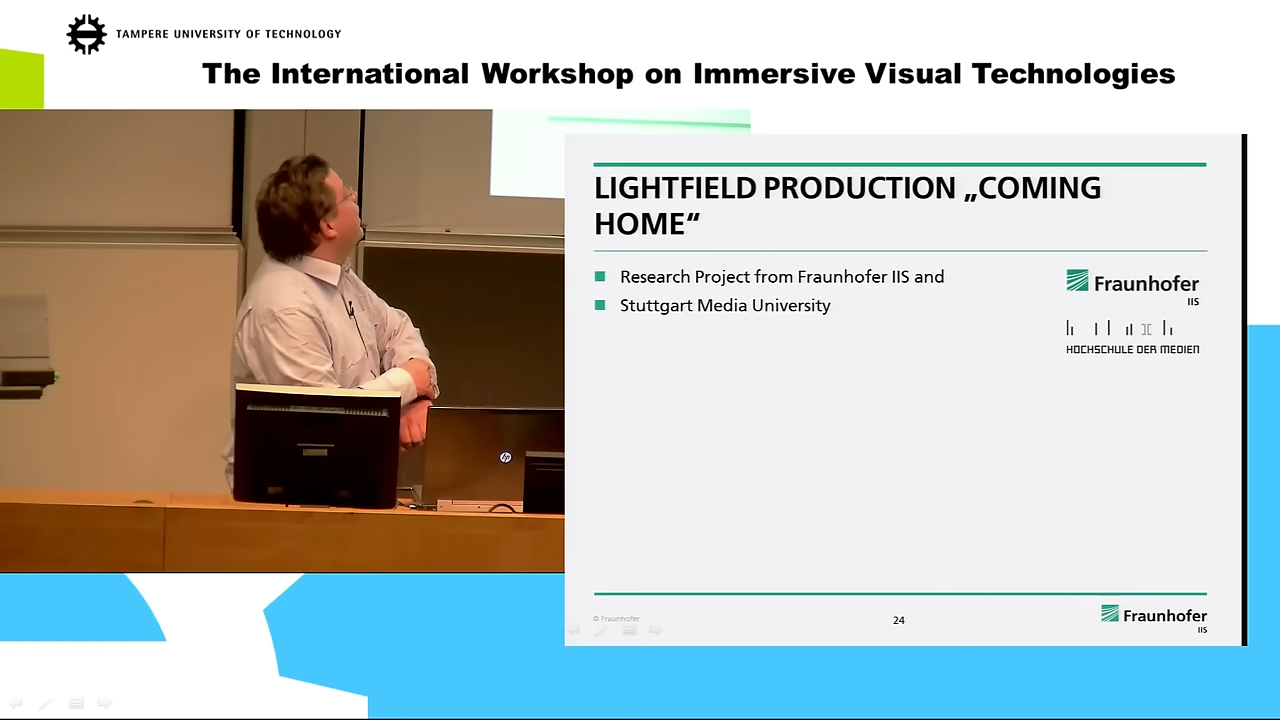 TAMPERE UNIVERSITY OF TECHNOLOGY
The International Workshop on Immersive Visual Technologies
LIGHTFIELD PRODUCTION „COMING
HOME“
Research Project from Fraunhofer IIS and
Stuttgart Media University
Fraunhofer
IIS
HOCHSCHULE DER MEDIEN
hp
© Fraunhofer
24
Fraunhofer
IIS